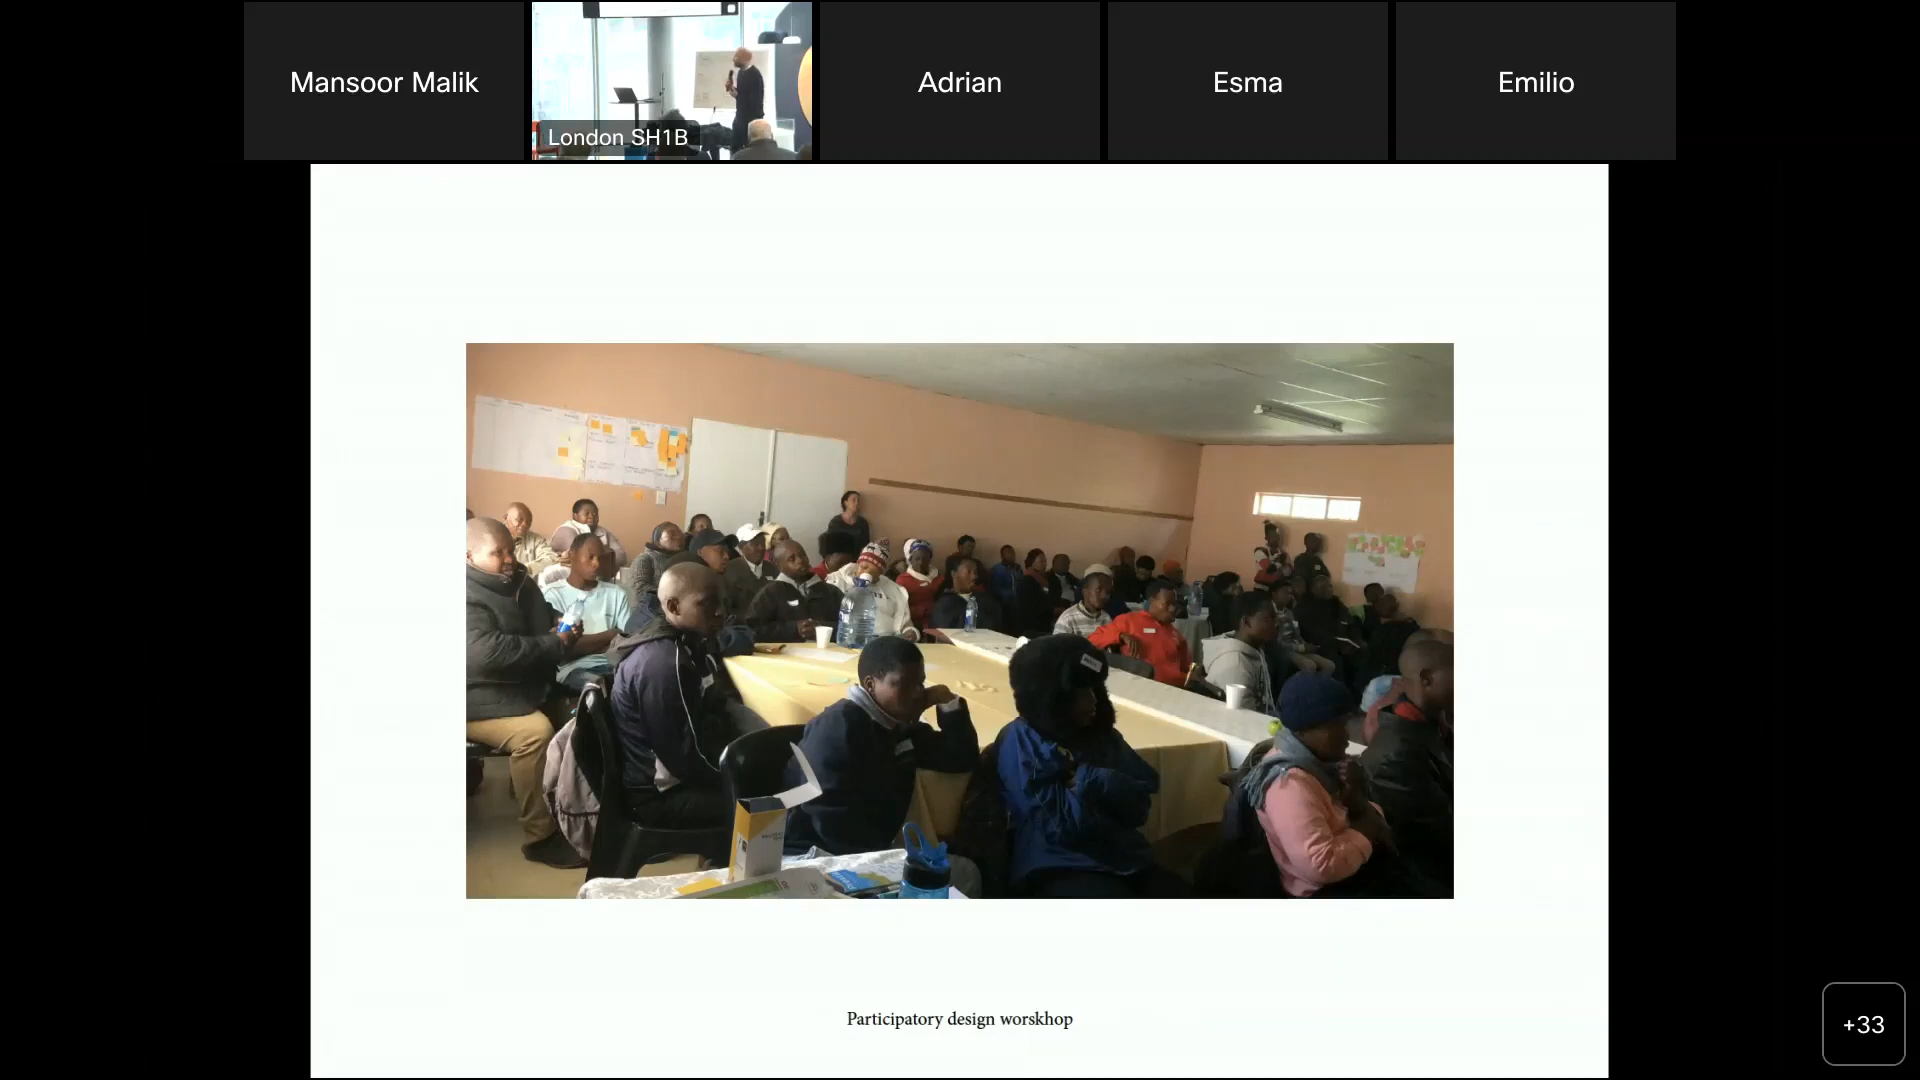 Mansoor Malik
London SH1B
Adrian
Esma
Emilio
Participatory design worskhop
+33